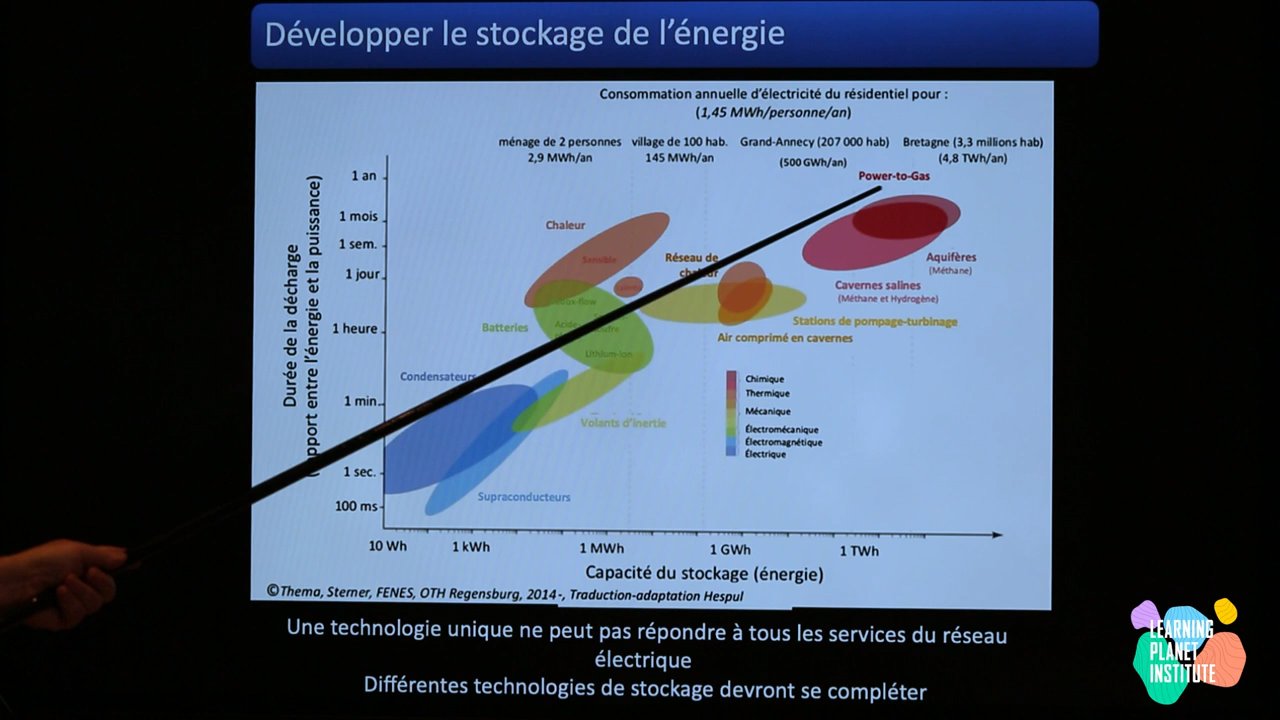 Développer le stockage de l'énergie
Consommation annuelle d'électricité du résidentiel pour :
(1,45 MWh/personne/an)
ménage de 2 personnes
2,9 MWh/an
village de 100 hab.
145 MWh/an
Grand-Annecy (207 000 hab)
(500 GWh/an)
Bretagne (3,3 millions hab)
(4,8 TWh/an)
Power-to-Gas
Durée de la décharge
entre l'énergie et la puissance)
1 an
1 mois
1 sem.
1 jour
1 heure
1 min.
1 sec.
100 ms
Chaleur
Sensible
Réseau de
Aquifères
(Méthane)
Cavernes salines
(Méthane et Hydrogène)
Batteries
Lithium-ion
Stations de pompage-turbinage
Air comprimé en cavernes
Condensateurs
Volants d'inertie
Supraconducteurs
Chimique
Thermique
Mécanique
Électromécanique
Électromagnétique
Électrique
10 Wh
1 kWh
1 MWh
1 GWh
1 TWh
Capacité du stockage (énergie)
©Thema, Sterner, FENES, OTH Regensburg, 2014-, Traduction-adaptation Hespul
Une technologie unique ne peut pas répondre à tous les services du réseau
électrique
Différentes technologies de stockage devront se compléter
LEARNING
PLANET
INSTITUTE